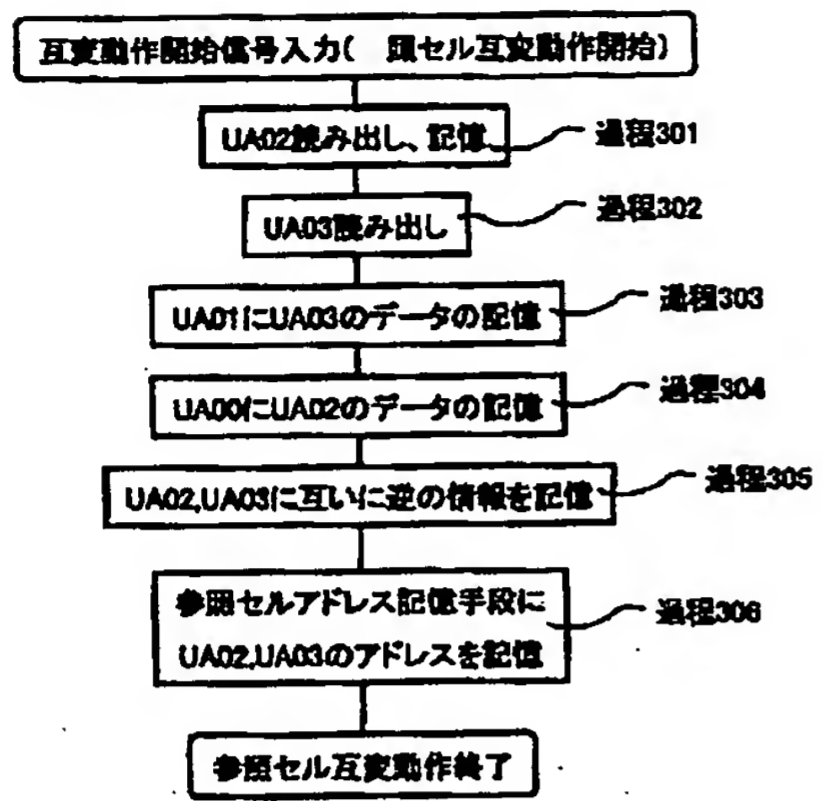 互変動作開始信号入力( 照セル互変動作開始)
UA02読み出し、記憶
過程301
UA03読み出し
過程302
UA01にUA03のデータの記憶
過程303
UA00にUA02のデータの記憶
過程304
UA02,UA03に互いに逆の情報を記憶
過程305
参照セルアドレス記憶手段に
UA02,UA03のアドレスを記憶
過程306
参照セル互変動作終了